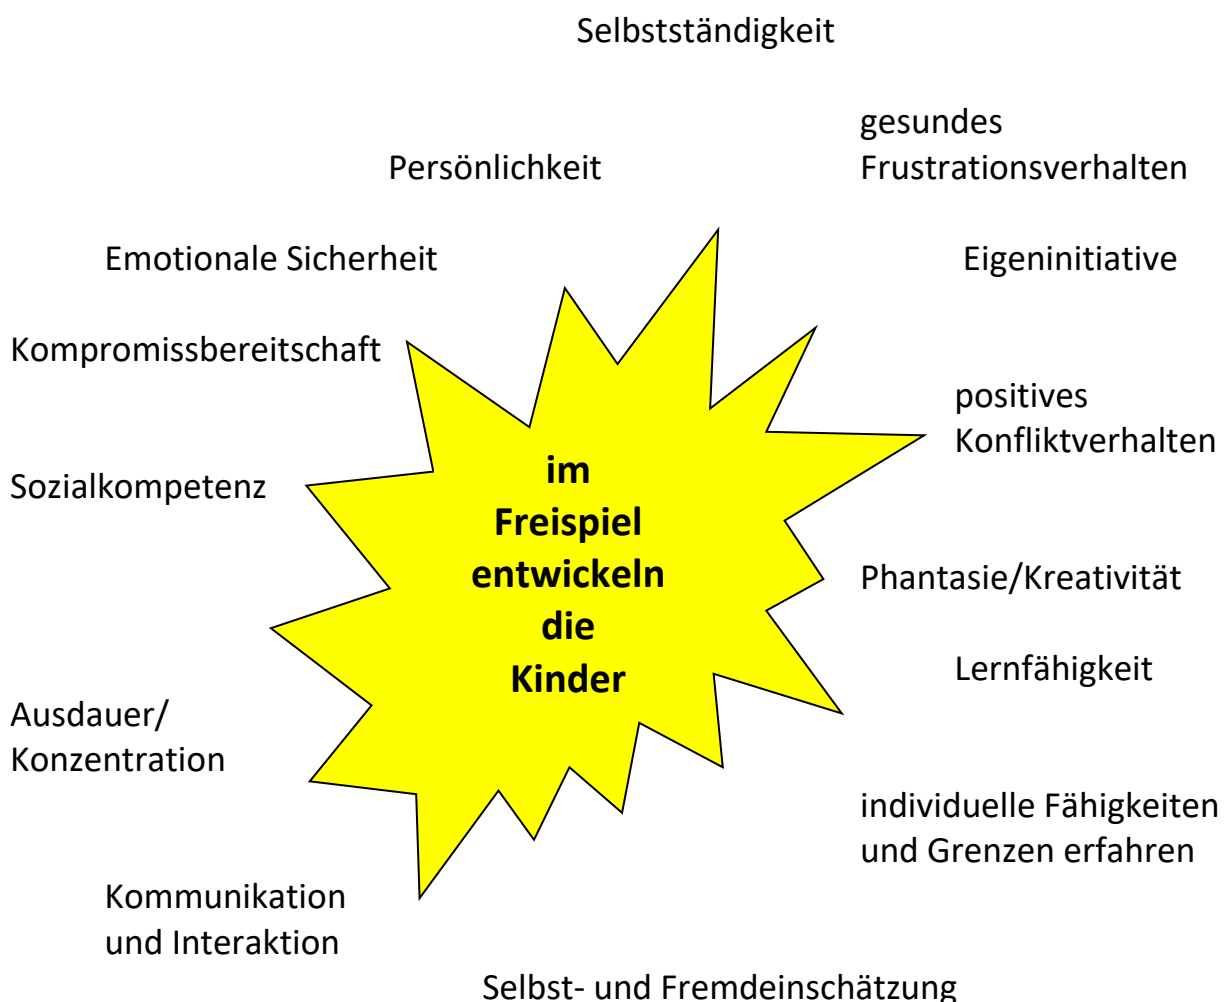 Selbstständigkeit
gesundes
Frustrationsverhalten
Persönlichkeit
Emotionale Sicherheit
Eigeninitiative
Kompromissbereitschaft
positives
Konfliktverhalten
im
Freispiel
entwickeln
die
Kinder
Sozialkompetenz
Phantasie/Kreativität
Lernfähigkeit
Ausdauer/
Konzentration
individuelle Fähigkeiten
und Grenzen erfahren
Kommunikation
und Interaktion
Selbst- und Fremdeinschätzung